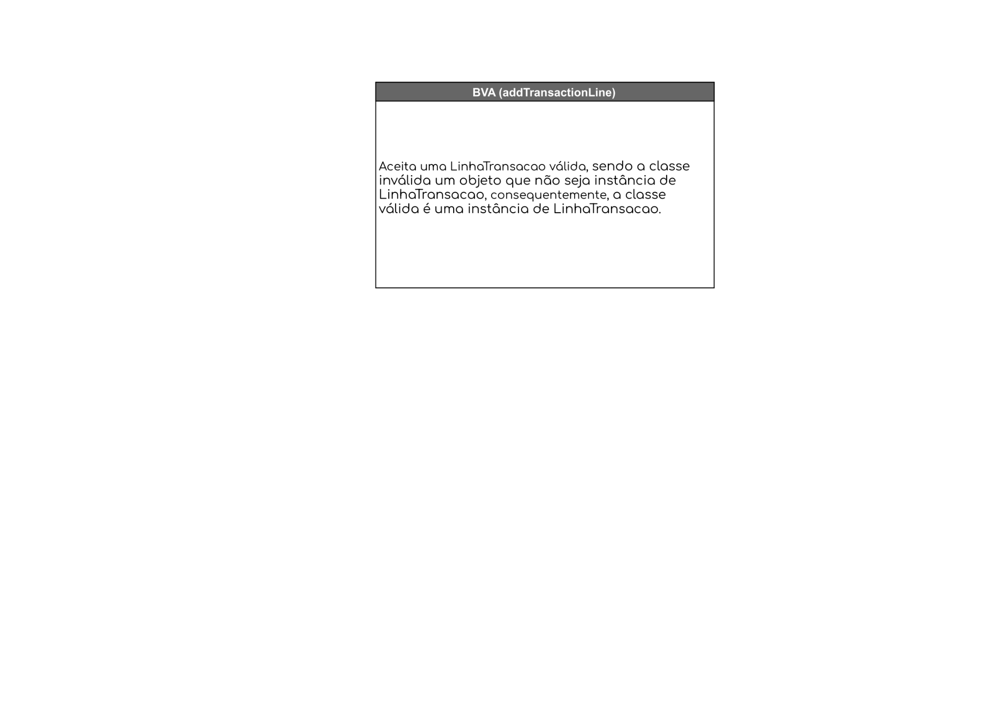 BVA (addTransactionLine)
Aceita uma LinhaTransacao válida, sendo a classe
inválida um objeto que não seja instância de
LinhaTransacao, consequentemente, a classe
válida é uma instância de LinhaTransacao.